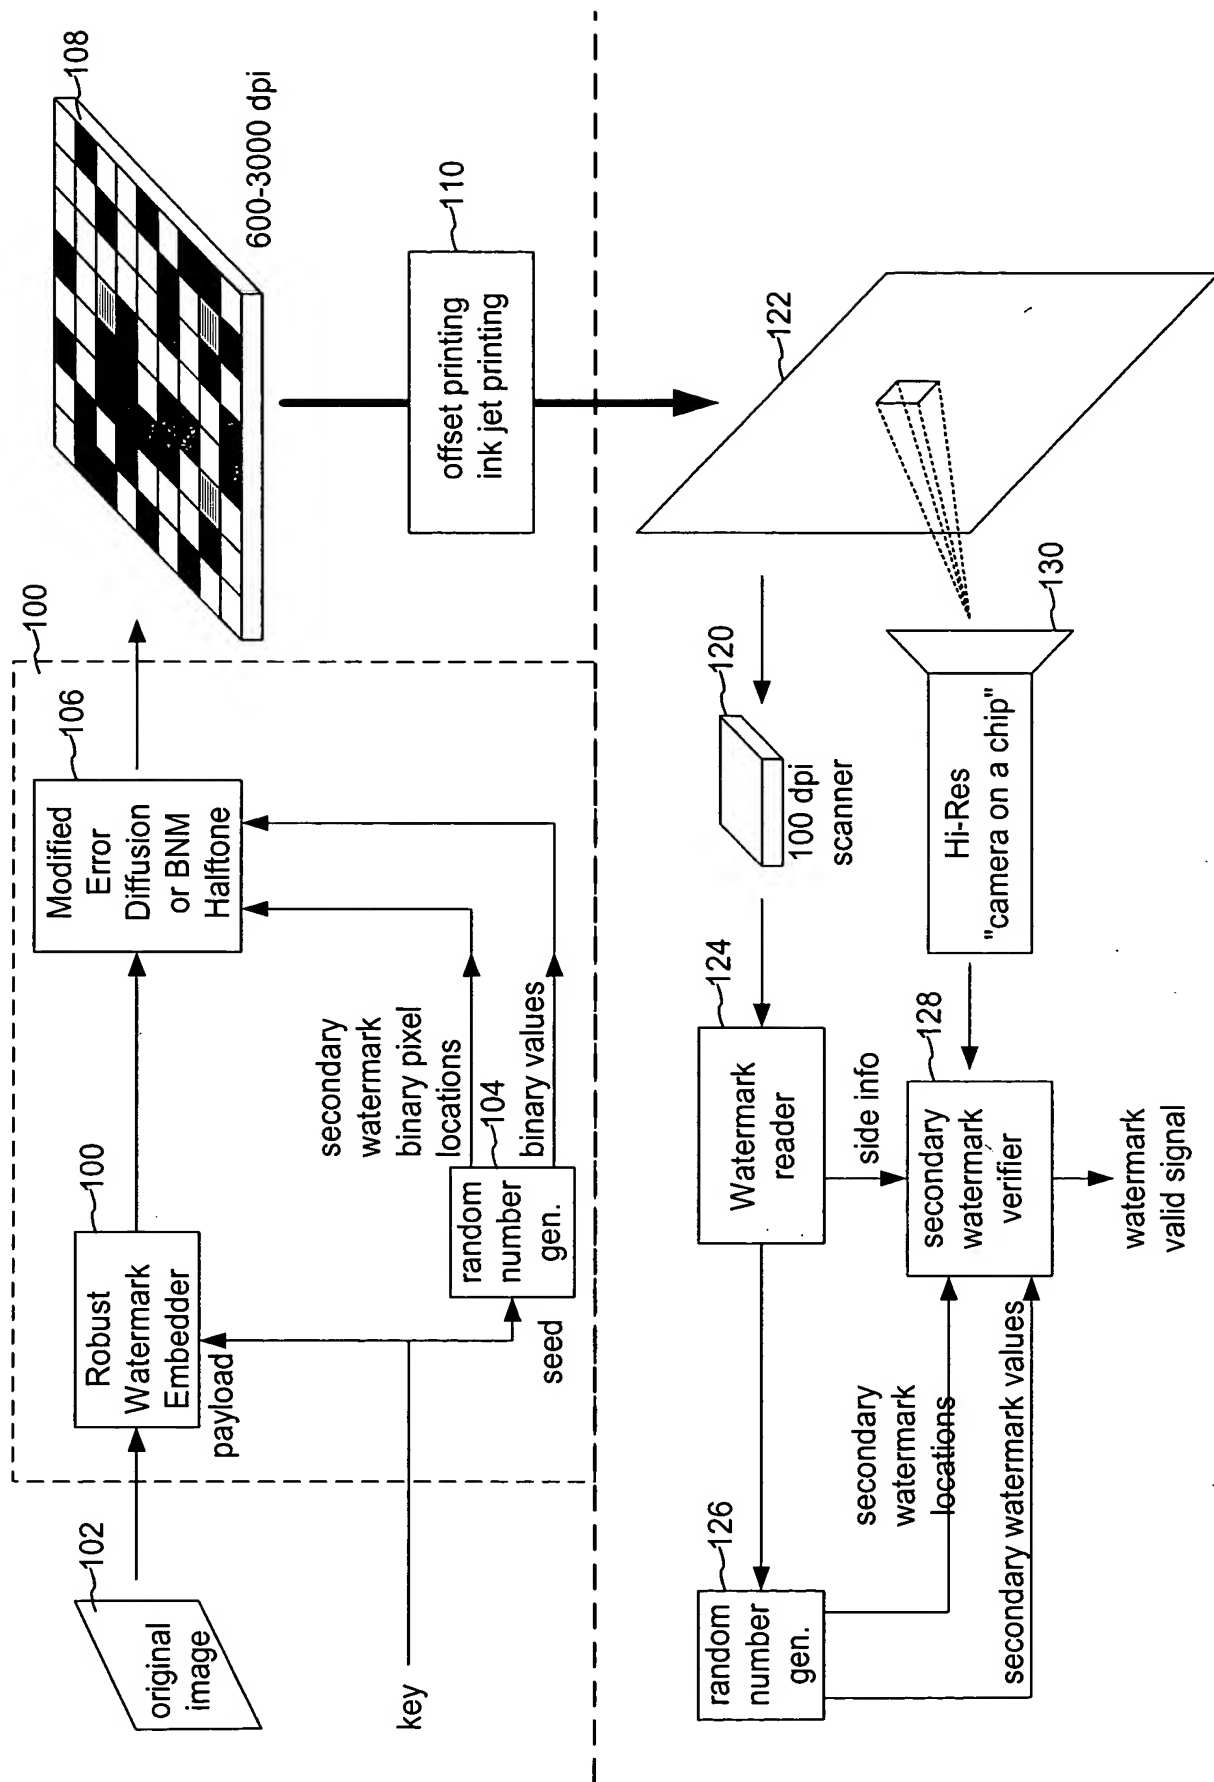 102
original
image
key
100
100
Robust
Watermark
Embedder
payload
seed
104
random
number
gen.
secondary
watermark
binary pixel
locations
binary values
106
Modified
Error
Diffusion
or BNM
Halftone
108
600-3000 dpi
110
offset printing
ink jet printing
122
120
100 dpi
scanner
130
Hi-Res
"camera on a chip"
124
Watermark
reader
side info
128
secondary
watermark
verifier
watermark
valid signal
126
random
number
gen.
secondary
watermark
locations
secondary watermark values